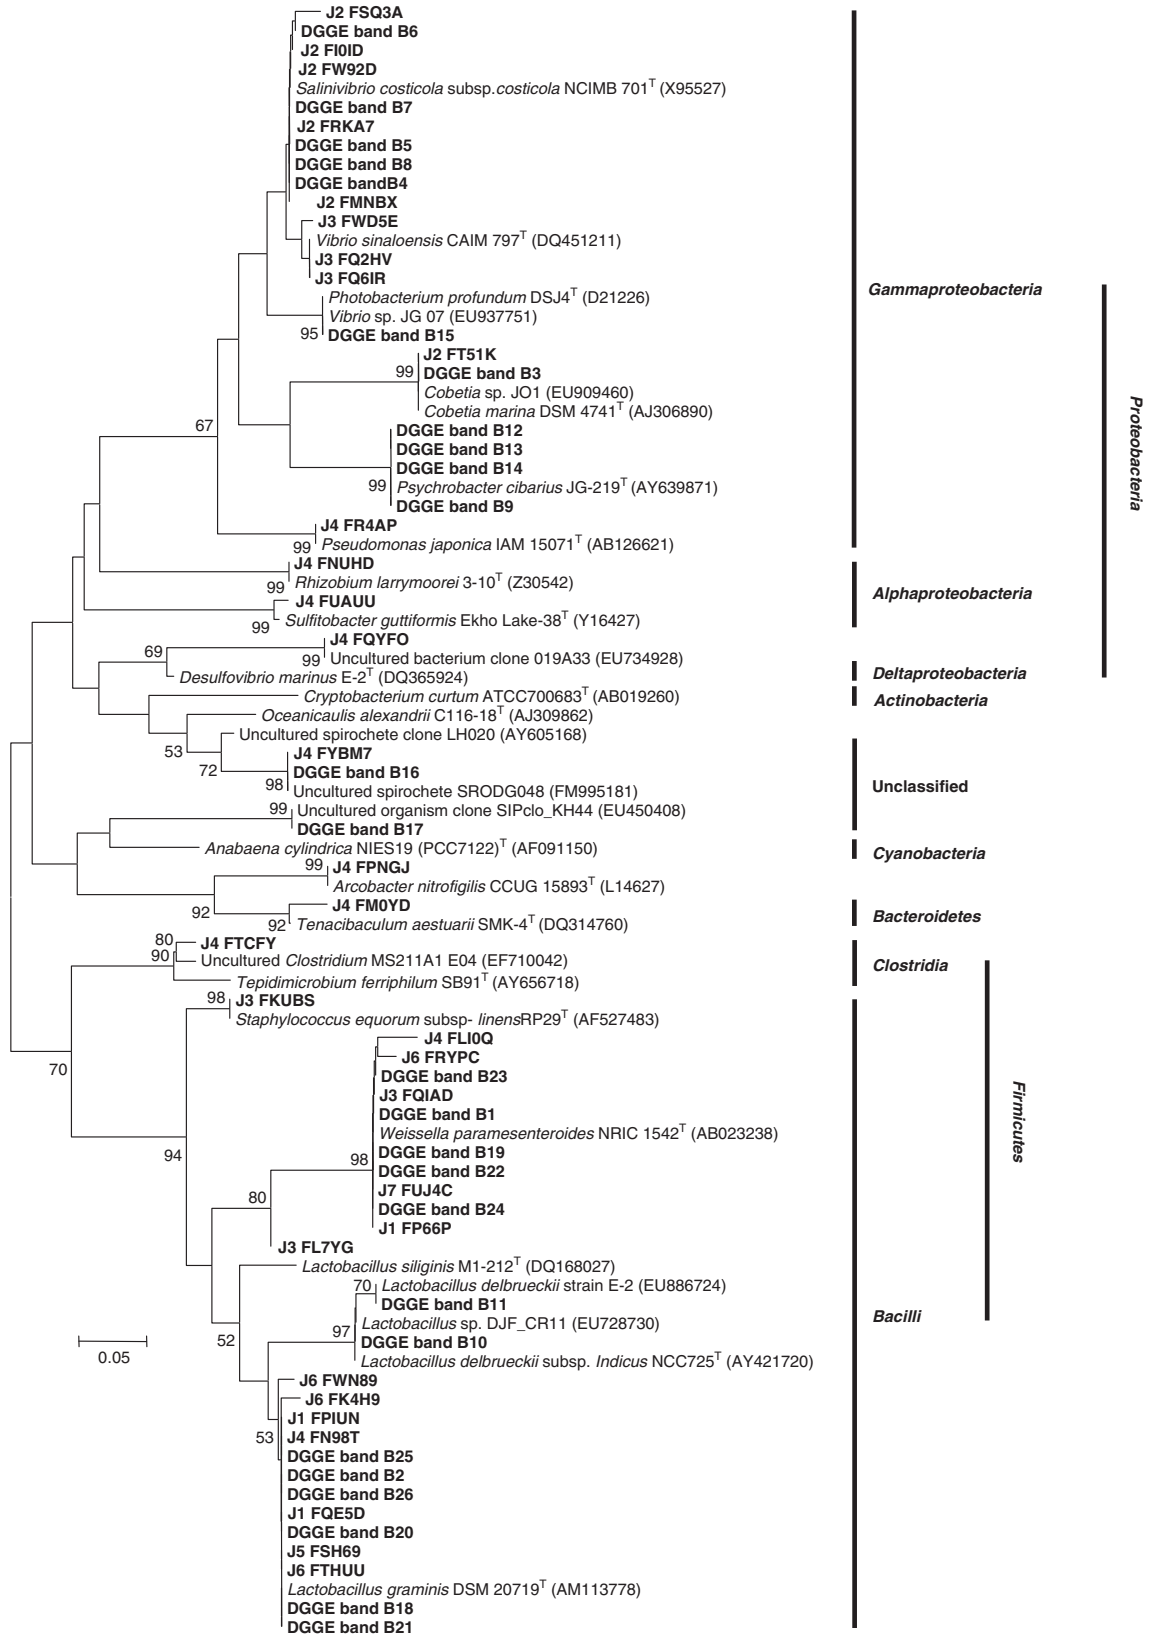 J2 FSQ3A
DGGE band B6
J2 FI0ID
J2 FW92D
Salinivibrio costicola subsp.costicola NCIMB 701T (X95527)
DGGE band B7
J2 FRKA7
DGGE band B5
DGGE band B8
DGGE bandB4
J2 FMNBX
J3 FWD5E
Vibrio sinaloensis CAIM 797T (DQ451211)
J3 FQ2HV
J3 FQ6IR
Gammaproteobacteria
Photobacterium profundum DSJ4T (D21226)
Vibrio sp. JG 07 (EU937751)
95 DGGE band B15
J2 FT51K
99 DGGE band B3
Cobetia sp. JO1 (EU909460)
Cobetia marina DSM 4741T (AJ306890)
Proteobacteria
67 DGGE band B12
DGGE band B13
DGGE band B14
99 Psychrobacter cibarius JG-219T (AY639871)
DGGE band B9
J4 FR4AP
99 Pseudomonas japonica IAM 15071T (AB126621)
J4 FNUHD
99 Rhizobium larrymoorei 3-10T (Z30542)
Alphaproteobacteria
J4 FUAUU
99 Sulfitobacter guttiformis Ekho Lake-38T (Y16427)
J4 FQYFO
69
99 Uncultured bacterium clone 019A33 (EU734928)
Desulfovibrio marinus E-2T (DQ365924)
Deltaproteobacteria
Cryptobacterium curtum ATCC700683T (AB019260)
Actinobacteria
Oceanicaulis alexandrii C116-18T (AJ309862)
Uncultured spirochete clone LH020 (AY605168)
53
J4 FYBM7
72 DGGE band B16
98 Uncultured spirochete SRODG048 (FM995181)
Unclassified
99 Uncultured organism clone SIPclo_KH44 (EU450408)
DGGE band B17
Anabaena cylindrica NIES19 (PCC7122)T (AF091150)
Cyanobacteria
99 J4 FPNGJ
Arcobacter nitrofigilis CCUG 15893T (L14627)
92 J4 FM0YD
92 Tenacibaculum aestuarii SMK-4T (DQ314760)
Bacteroidetes
80 J4 FTCFY
90 Uncultured Clostridium MS211A1 E04 (EF710042)
Clostridia
Tepidimicrobium ferriphilum SB91T (AY656718)
98 J3 FKUBS
Staphylococcus equorum subsp- linensRP29T (AF527483)
J4 FLI0Q
J6 FRYPC
70
DGGE band B23
J3 FQIAD
DGGE band B1
Firmicutes
Weissella paramesenteroides NRIC 1542T (AB023238)
94
DGGE band B19
98
DGGE band B22
J7 FUJ4C
80
DGGE band B24
J1 FP66P
J3 FL7YG
Lactobacillus siliginis M1-212T (DQ168027)
70 Lactobacillus delbrueckii strain E-2 (EU886724)
DGGE band B11
Bacilli
Lactobacillus sp. DJF_CR11 (EU728730)
97
52
DGGE band B10
0.05
Lactobacillus delbrueckii subsp. Indicus NCC725T (AY421720)
J6 FWN89
J6 FK4H9
J1 FPIUN
53 J4 FN98T
DGGE band B25
DGGE band B2
DGGE band B26
J1 FQE5D
DGGE band B20
J5 FSH69
J6 FTHUU
Lactobacillus graminis DSM 20719T (AM113778)
DGGE band B18
DGGE band B21